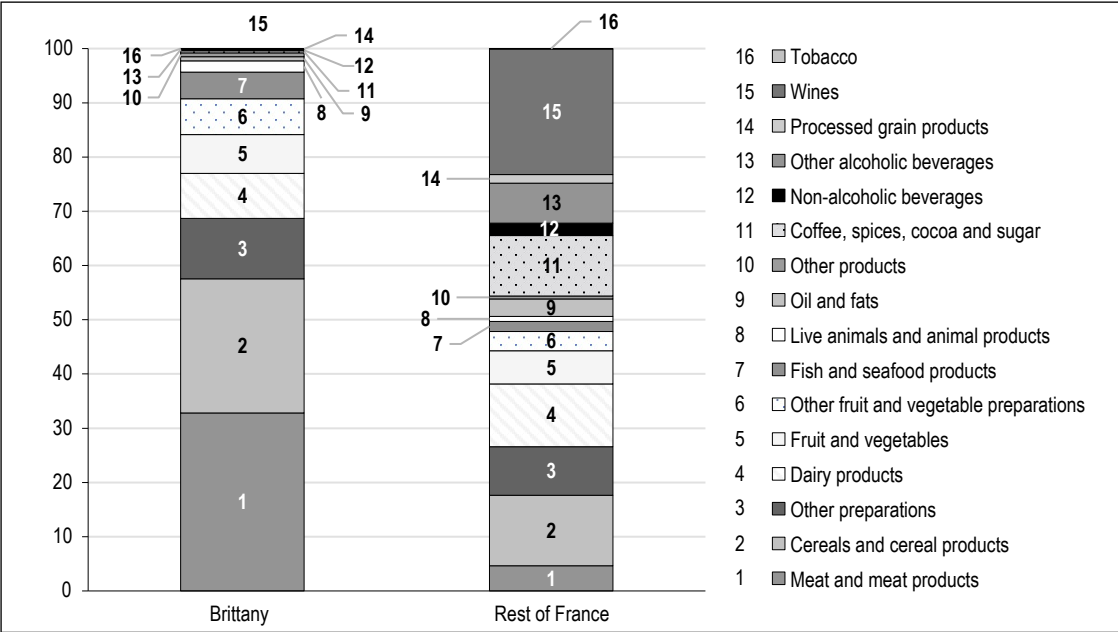 15
16
14
100
16
12
13
11
10
7
9
8
90
6
15
80
5
14
4
13
70
12
3
60
11
10
50
9
8
2
7
6
40
5
30
4
20
1
3
10
2
1
0
Brittany
Rest of France
16 Tobacco
15 Wines
14 Processed grain products
13 Other alcoholic beverages
12 Non-alcoholic beverages
11 Coffee, spices, cocoa and sugar
10 Other products
9 Oil and fats
8 Live animals and animal products
7 Fish and seafood products
6 Other fruit and vegetable preparations
5 Fruit and vegetables
4 Dairy products
3 Other preparations
2 Cereals and cereal products
1 Meat and meat products